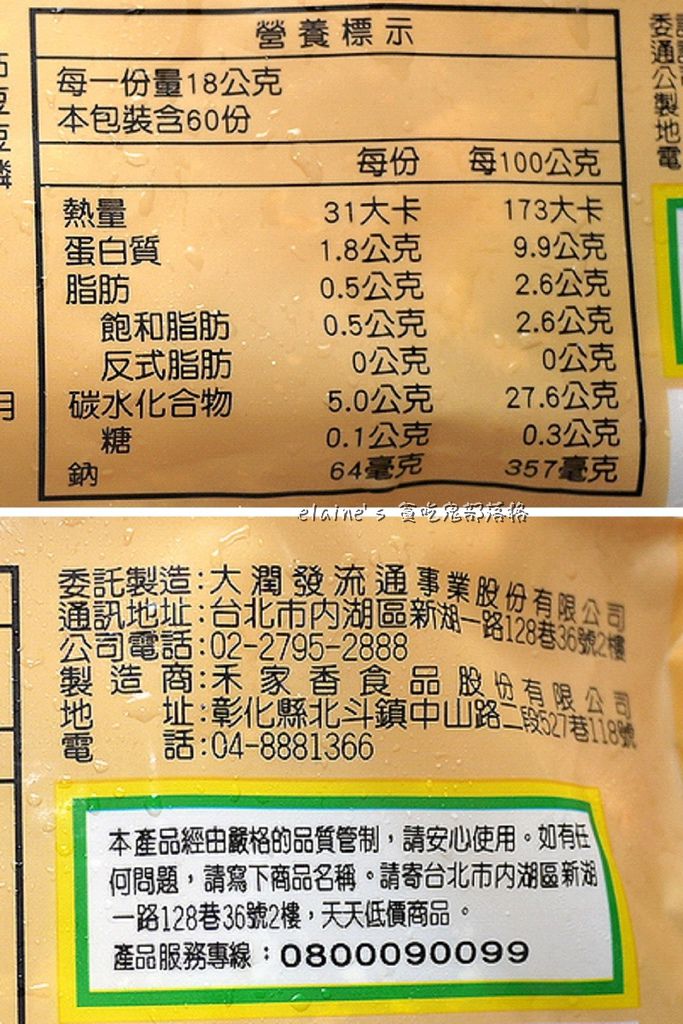 營養標示
每一份量18公克
本包裝含60份
每份 每100公克
熱量 31大卡 173大卡
蛋白質 1.8公克 9.9公克
脂肪 0.5公克 2.6公克
飽和脂肪 0.5公克 2.6公克
反式脂肪 0公克 0公克
碳水化合物 5.0公克 27.6公克
糖 0.1公克 0.3公克
鈉 64毫克 357毫克
委
通訊
公
製
地
電
豆
豆
月
elaine's 貪吃鬼部落格
委託製造:大潤發流通事業股份有限公司
通訊地址:台北市內湖區新湖一路128巷36號2樓
公司電話:02-2795-2888
製造商:禾家香食品股份有限公司
地址:彰化縣北斗鎮中山路二段527巷118號
電話:04-8881366
本產品經由嚴格的品質管制,請安心使用。如有任
何問題,請寫下商品名稱。請寄台北市內湖區新湖
一路128巷36號2樓,天天低價商品。
產品服務專線:0800090099